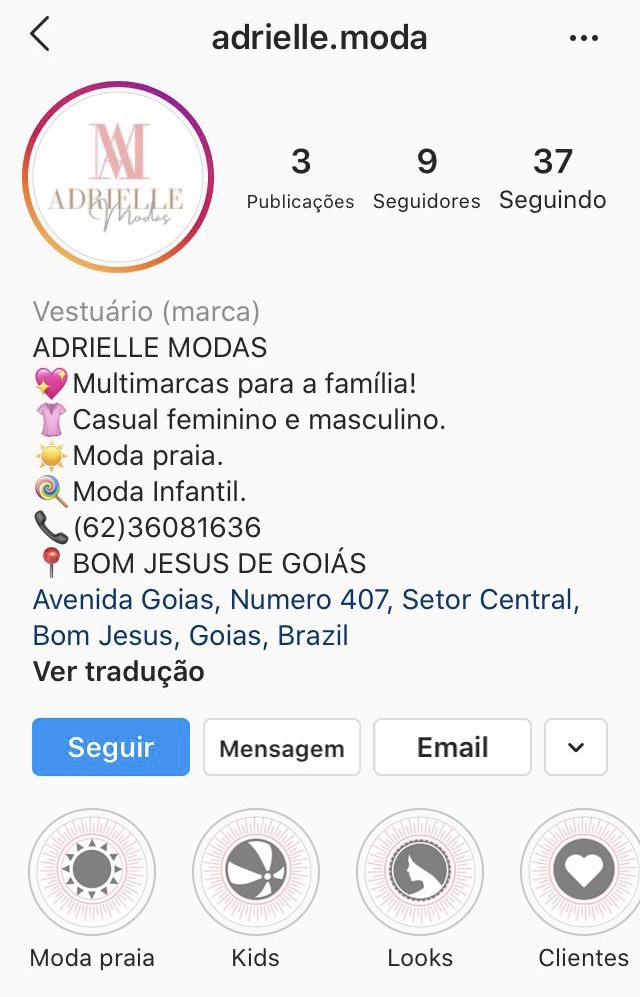 adrielle.moda
AM
ADRIELLE
Modas
3 9 37
Publicações Seguidores Seguindo
Vestuário (marca)
ADRIELLE MODAS
💖Multimarcas para a família!
👚Casual feminino e masculino.
☀️Moda praia.
🍭Moda Infantil.
📞(62)36081636
📍BOM JESUS DE GOIÁS
Avenida Goias, Numero 407, Setor Central,
Bom Jesus, Goias, Brazil
Ver tradução
Seguir Mensagem Email
Moda praia Kids Looks Clientes